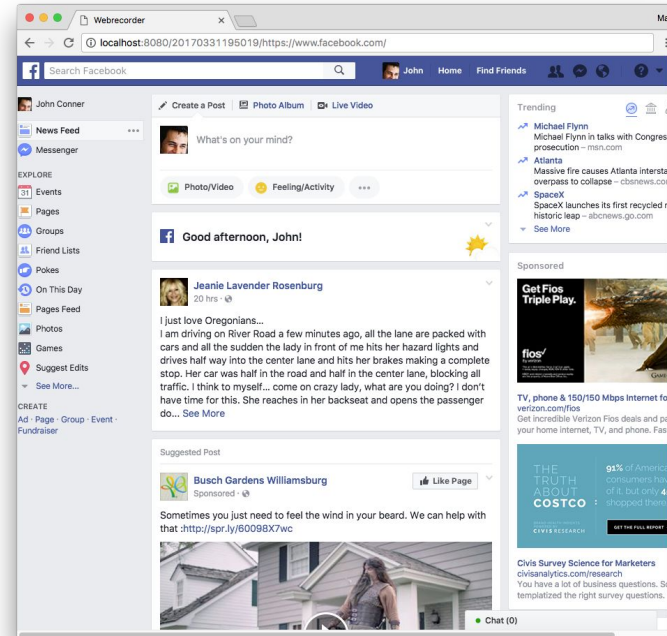 Webrecorder
Ma
localhost:8080/20170331195019/https://www.facebook.com/
Search Facebook
John Home Find Friends
John Conner
News Feed
Messenger
EXPLORE
31 Events
Pages
Groups
Friend Lists
Pokes
On This Day
Pages Feed
Photos
Games
Suggest Edits
See More...
CREATE
Ad · Page · Group · Event ·
Fundraiser
Create a Post Photo Album Live Video
What's on your mind?
Photo/Video Feeling/Activity
Good afternoon, John!
Jeanie Lavender Rosenburg
20 hrs ·
I just love Oregonians...
I am driving on River Road a few minutes ago, all the lane are packed with
cars and all the sudden the lady in front of me hits her hazard lights and
drives half way into the center lane and hits her brakes making a complete
stop. Her car was half in the road and half in the center lane, blocking all
traffic. I think to myself... come on crazy lady, what are you doing? I don't
have time for this. She reaches in her backseat and opens the passenger
do... See More
Suggested Post
Busch Gardens Williamsburg
Sponsored ·
Like Page
Sometimes you just need to feel the wind in your beard. We can help with
that :http://spr.ly/60098X7wc
Trending
Michael Flynn
Michael Flynn in talks with Congres
prosecution – msn.com
Atlanta
Massive fire causes Atlanta intersta
overpass to collapse – cbsnews.co
SpaceX
SpaceX launches its first recycled r
historic leap – abcnews.go.com
See More
Sponsored
Get Fios
Triple Play.
fios
by verizon
TV, phone & 150/150 Mbps Internet fo
verizon.com/fios
Get incredible Verizon Fios deals and pa
your home internet, TV, and phone. Fas
THE
TRUTH
ABOUT
COSTCO
91% of America
consumers hav
of it, but only 4
shopped there
CIVIS RESEARCH
GET THE FULL REPORT
Civis Survey Science for Marketers
civisanalytics.com/research
You have a lot of business questions. S
templatized the right survey questions.
Chat (0)